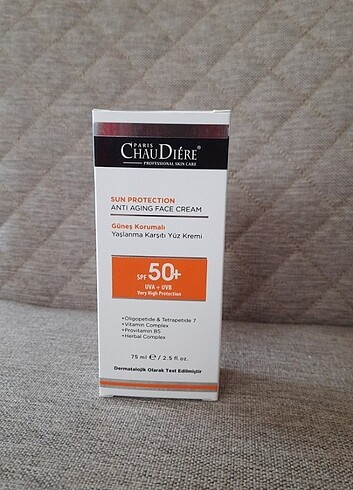 PARIS
CHAUDIÉRE®
PROFESSIONAL SKIN CARE
SUN PROTECTION
ANTI AGING FACE CREAM
Güneş Korumalı
Yaşlanma Karşıtı Yüz Kremi
SPF 50+
UVA + UVB
Very High Protection
•Oligopetide & Tetrapetide 7
•Vitamin Complex
•Provitamin B5
•Herbal Complex
75 ml ℮ / 2.5 fl oz.
Dermatolojik Olarak Test Edilmiştir